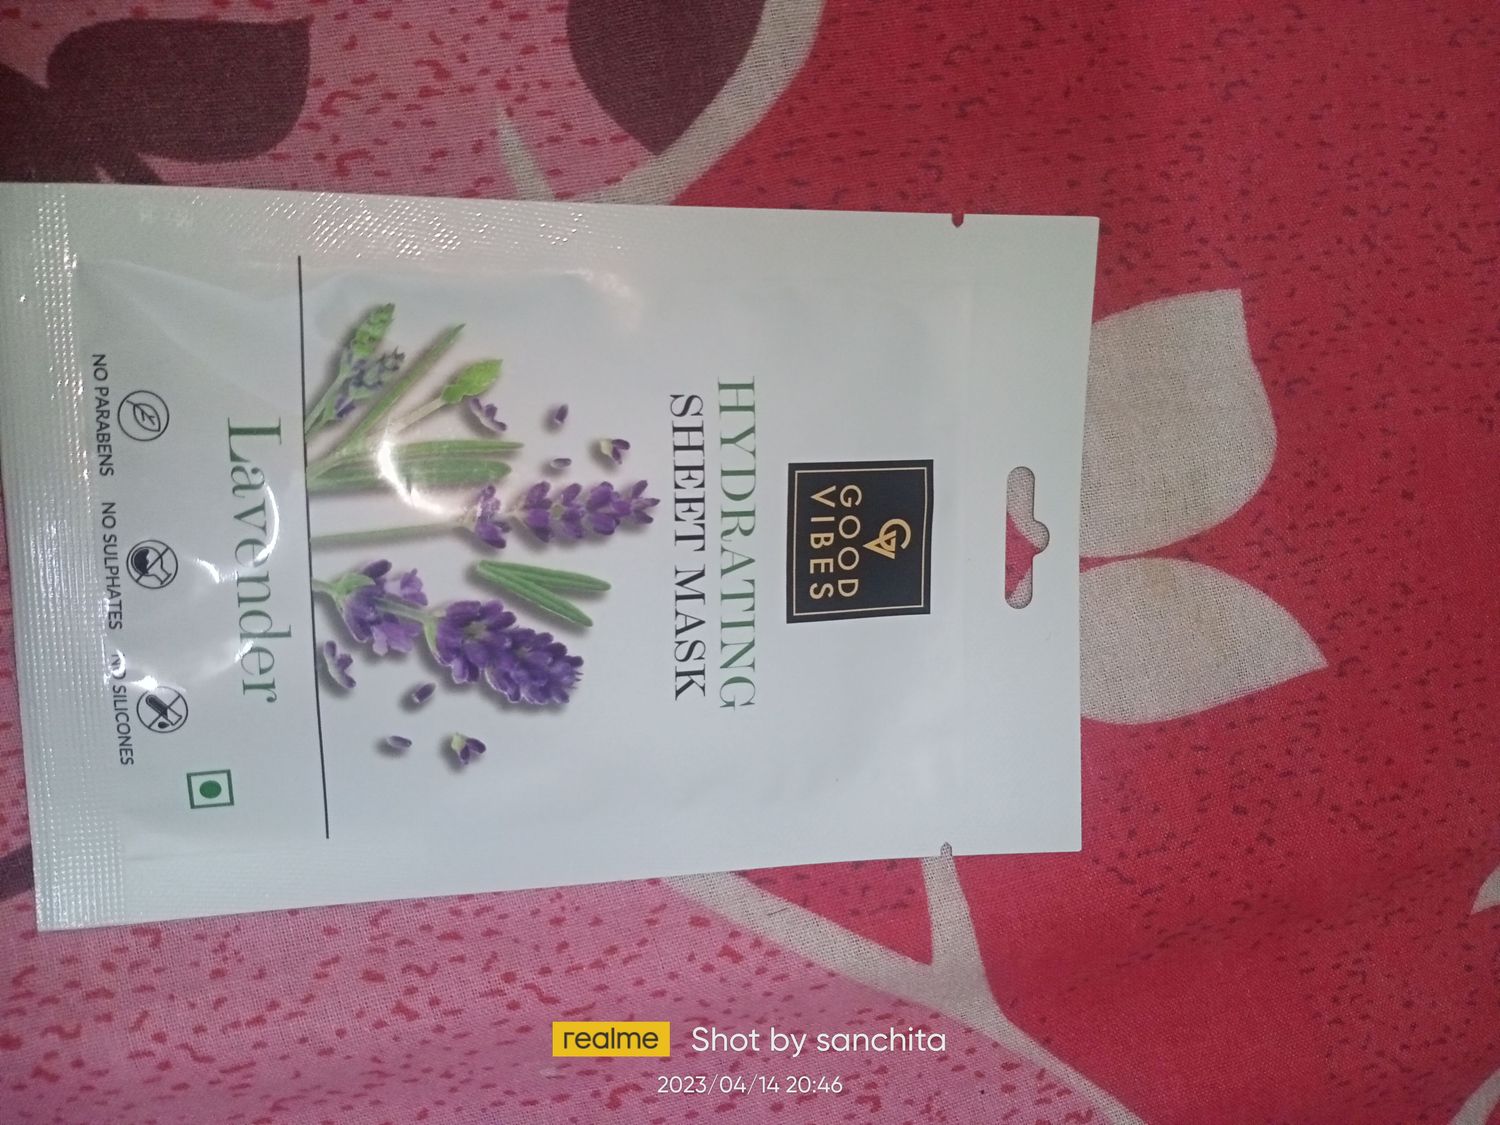 GOOD
VIBES
HYDRATING
SHEET MASK
Lavender
NO PARABENS NO SULPHATES NO SILICONES
realme Shot by sanchita
2023/04/14 20:46